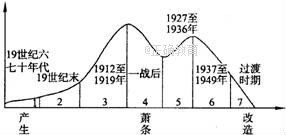 1927至
1936年
19世纪六
七十年代
19世纪末
1912至
1919年
一战后
1937至
1949年
过渡
时期
1 2 3 4 5 6 7
产生
萧条
改造